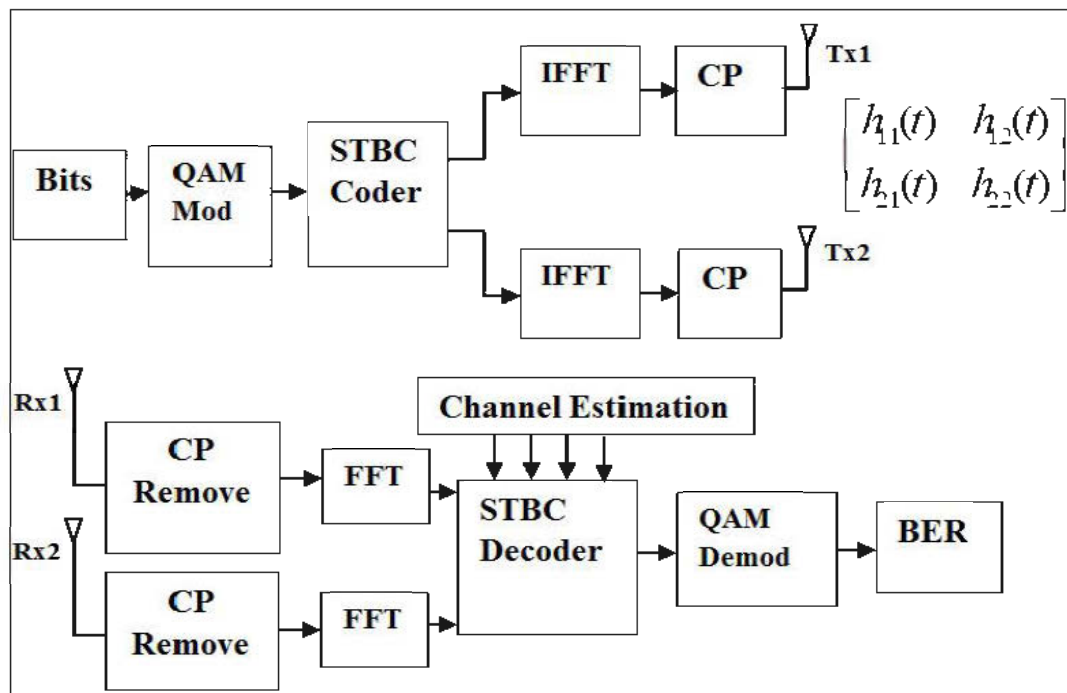 Bits
QAM
Mod
STBC
Coder
IFFT
CP
Tx1
IFFT
CP
Tx2
h₁₁(t) h₁₂(t)
h₂₁(t) h₂₂(t)
Rx1
CP
Remove
FFT
Rx2
CP
Remove
FFT
Channel Estimation
STBC
Decoder
QAM
Demod
BER